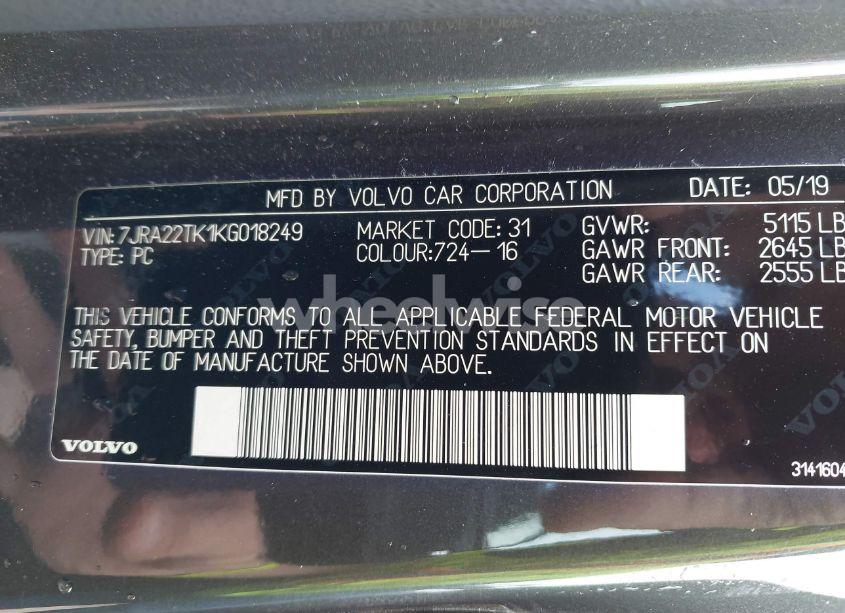 MFD BY VOLVO CAR CORPORATION DATE: 05/19
VIN: 7JRA22TK1KG018249 MARKET CODE: 31 GVWR: 5115 LB
TYPE: PC COLOUR:724-16 GAWR FRONT: 2645 LB
GAWR REAR: 2555 LB
wheelwise
THIS VEHICLE CONFORMS TO ALL APPLICABLE FEDERAL MOTOR VEHICLE
SAFETY, BUMPER AND THEFT PREVENTION STANDARDS IN EFFECT ON
THE DATE OF MANUFACTURE SHOWN ABOVE.
VOLVO
3141604